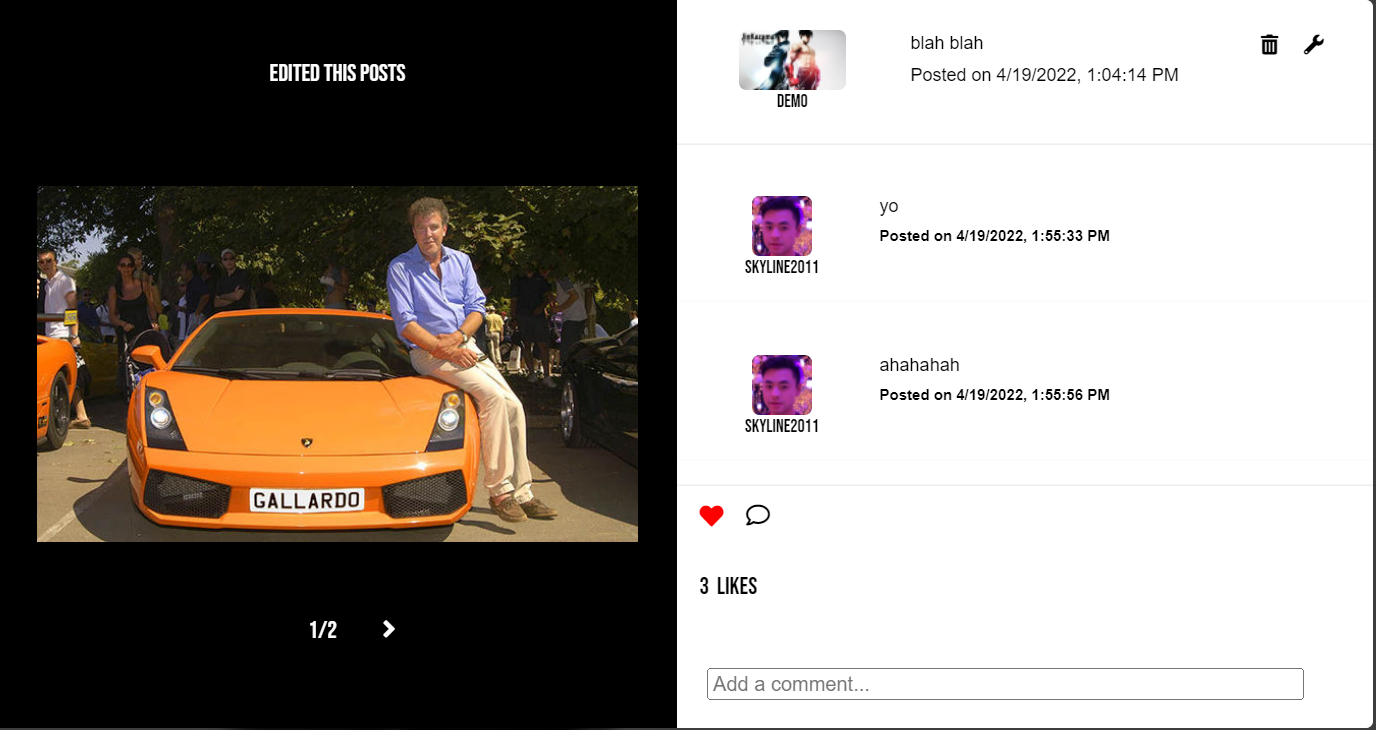 EDITED THIS POSTS
GALLARDO
1/2
DEMO
blah blah
Posted on 4/19/2022, 1:04:14 PM
SKYLINE2011
yo
Posted on 4/19/2022, 1:55:33 PM
SKYLINE2011
ahahahah
Posted on 4/19/2022, 1:55:56 PM
3 LIKES
Add a comment...